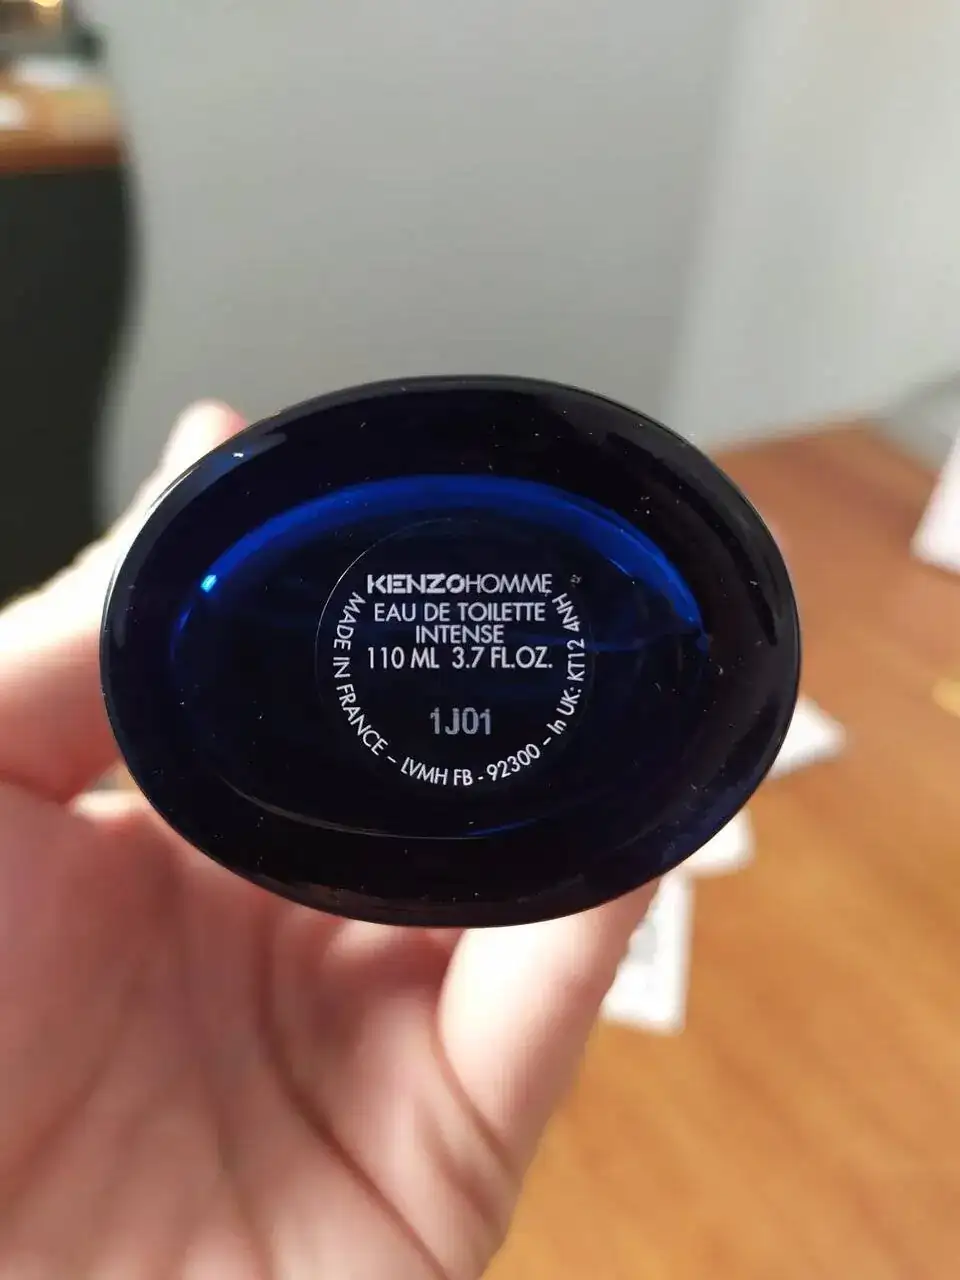 KENZOHOMME
EAU DE TOILETTE
INTENSE
110 ML 3.7 FL.OZ.
1J01
MADE IN FRANCE - LVMH FB - 92300 - In UK: KT12 4NH